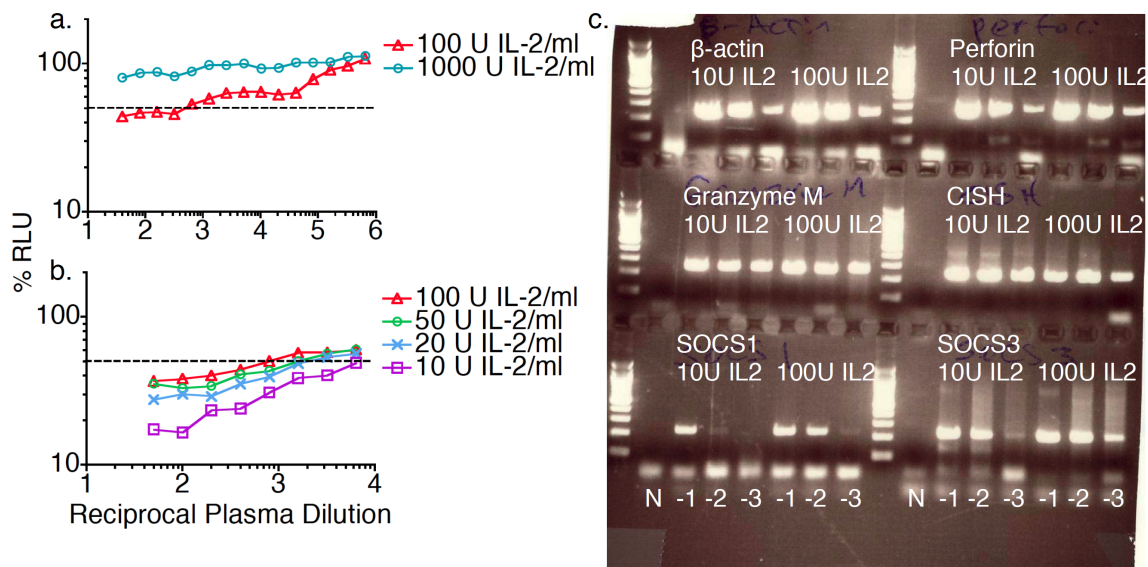 a.
100
10
1 2 3 4 5 6
100 U IL-2/ml
1000 U IL-2/ml
% RLU
b.
100
10
1 2 3 4
Reciprocal Plasma Dilution
100 U IL-2/ml
50 U IL-2/ml
20 U IL-2/ml
10 U IL-2/ml
c.
β-Actin
perfori
β-actin
10U IL2 100U IL2
Perforin
10U IL2 100U IL2
Granzyme M
Granzyme M
10U IL2 100U IL2
CISH
10U IL2 100U IL2
SOCS1
10U IL2 100U IL2
SOCS3
SOCS3
10U IL2 100U IL2
N -1 -2 -3 -1 -2 -3
N -1 -2 -3 -1 -2 -3